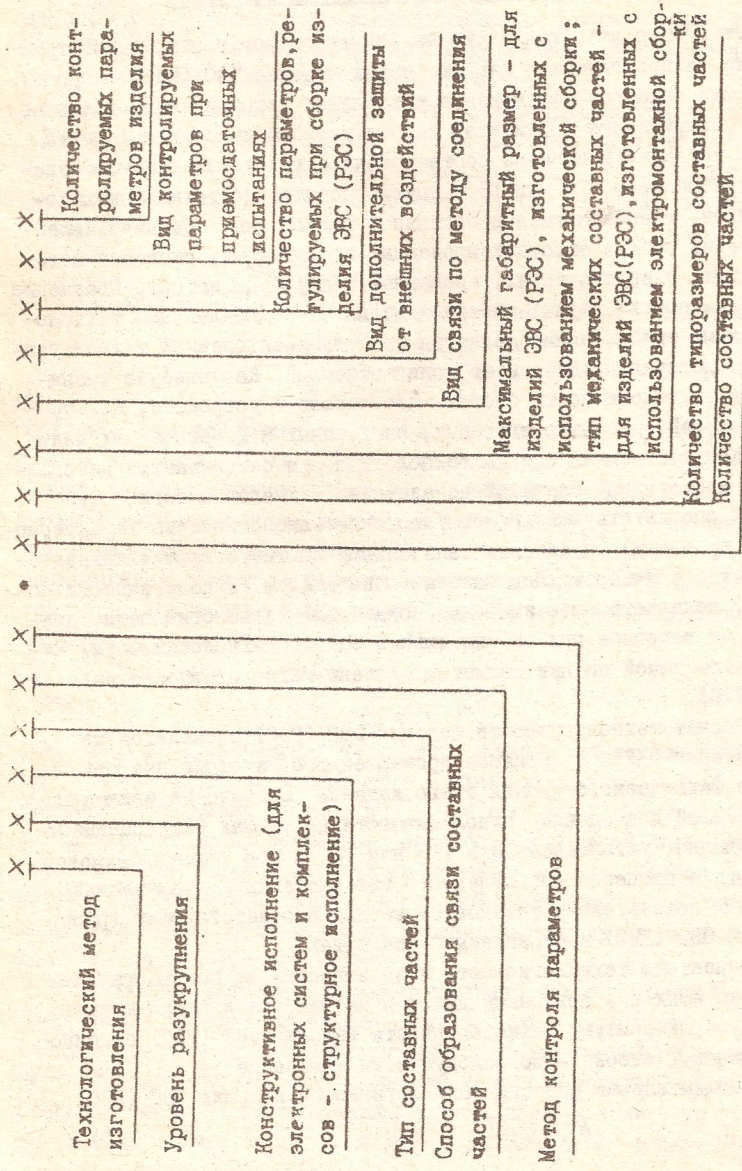 X X X X X X . X X X X X X X X
Технологический метод
изготовления
Уровень разукрупнения
Конструктивное исполнение (для
электронных систем и комплек-
сов – структурное исполнение)
Тип составных частей
Способ образования связи составных
частей
Метод контроля параметров
Количество конт-
ролируемых пара-
метров изделия
Вид контролируемых
параметров при
приемосдаточных
испытаниях
Количество параметров, ре-
гулируемых при сборке из-
делия ЭВС (РЭС)
Вид дополнительной защиты
от внешних воздействий
Вид связи по методу соединения
Максимальный габаритный размер – для
изделий ЭВС (РЭС), изготовленных с
использованием механической сборки;
тип механических составных частей –
для изделий ЭВС(РЭС),изготовленных с
использованием электромонтажной сбор-
ки
Количество типоразмеров составных частей
Количество составных частей